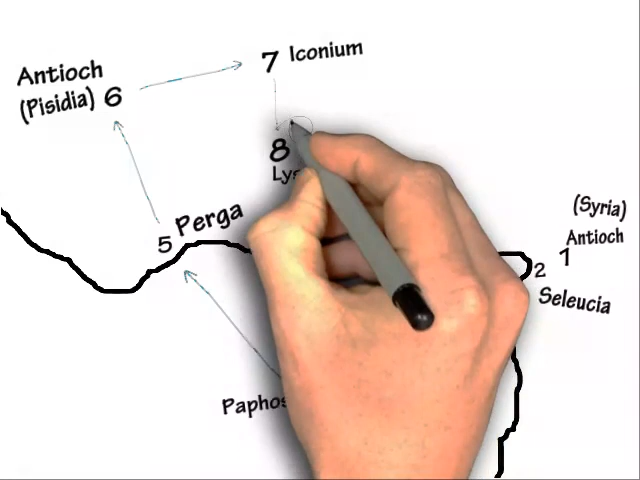 7 Iconium
Antioch
(Pisidia) 6
8
Perga
5
(Syria)
Antioch
1
2
Seleucia
Paphos